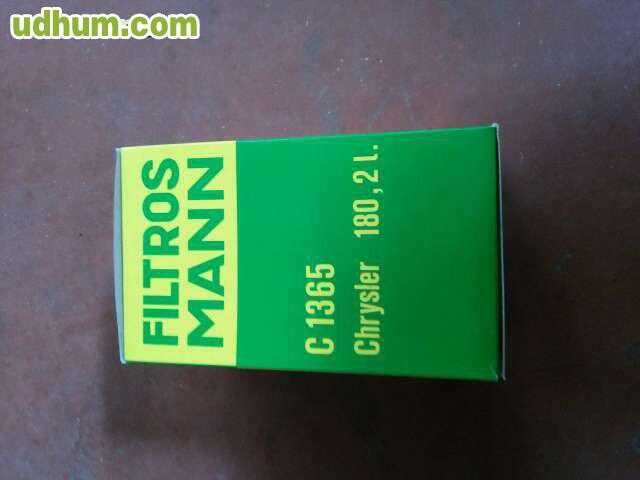 udhum.com
FILTROS
MANN
C 1365
Chrysler 180, 2 l.